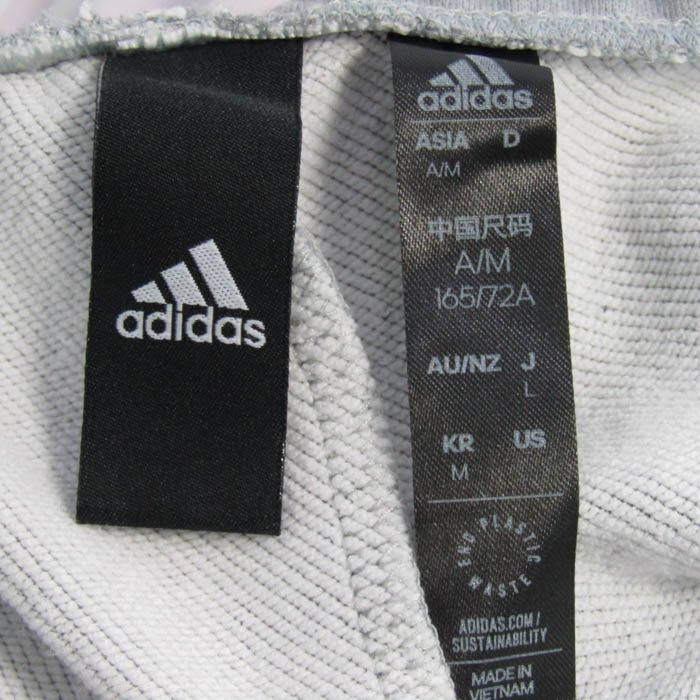 adidas
adidas
ASIA D
A/M
中国尺码
A/M
165/72A
AU/NZ J
L
KR US
M
END PLASTIC WASTE
ADIDAS.COM/
SUSTAINABILITY
MADE IN
VIETNAM